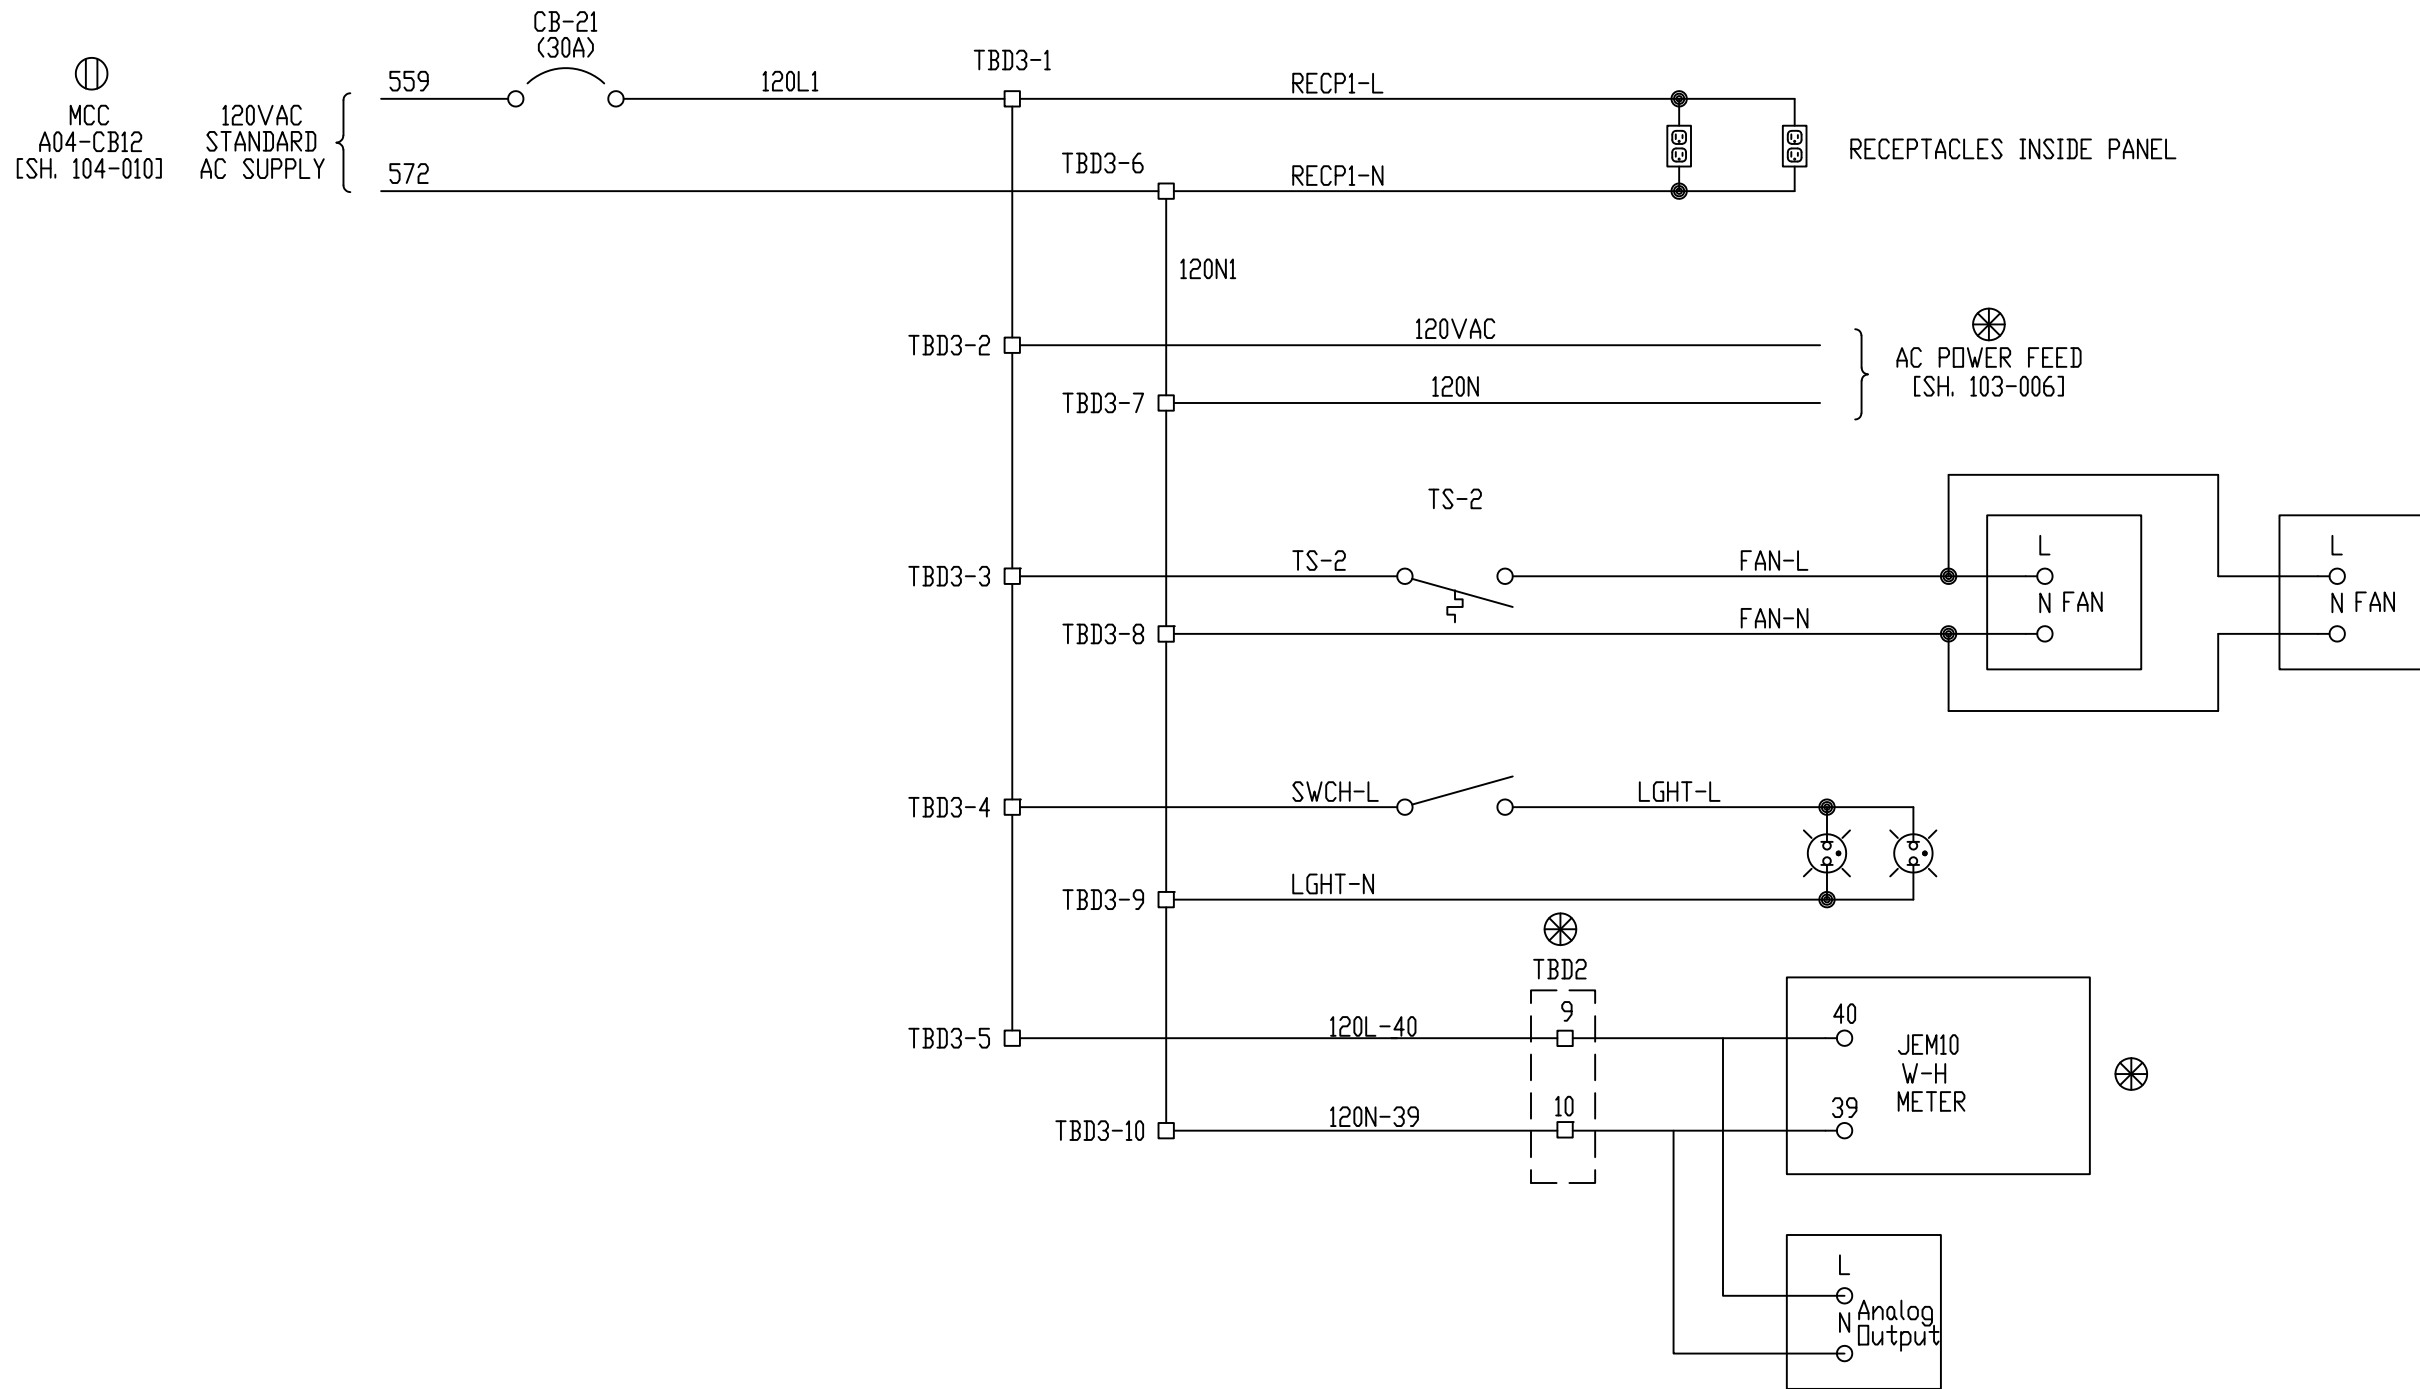 CB-21
(30A)
MCC
A04-CB12
[SH. 104-010]
120VAC
STANDARD
AC SUPPLY
559
120L1
TBD3-1
RECP1-L
572
TBD3-6
RECP1-N
RECEPTACLES INSIDE PANEL
120N1
TBD3-2
120VAC
TBD3-7
120N
AC POWER FEED
[SH. 103-006]
TS-2
TBD3-3
TS-2
FAN-L
L
N FAN
L
N FAN
TBD3-8
FAN-N
TBD3-4
SWCH-L
LGHT-L
TBD3-9
LGHT-N
TBD2
9
TBD3-5
120L-40
40
JEM10
W-H
METER
10
TBD3-10
120N-39
39
L
N
Analog
Output